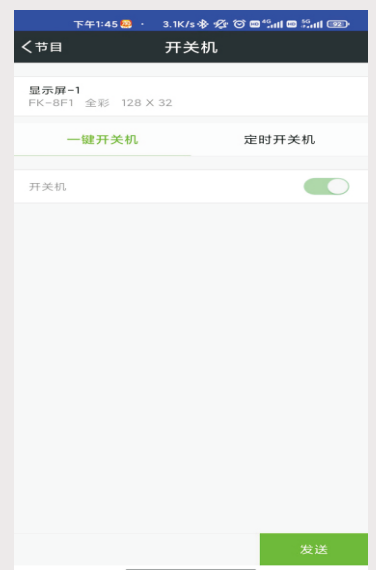 下午1:45 · 3.1K/s
节目 开关机
显示屏-1
FK-8F1 全彩 128 X 32
一键开关机 定时开关机
开关机
发送